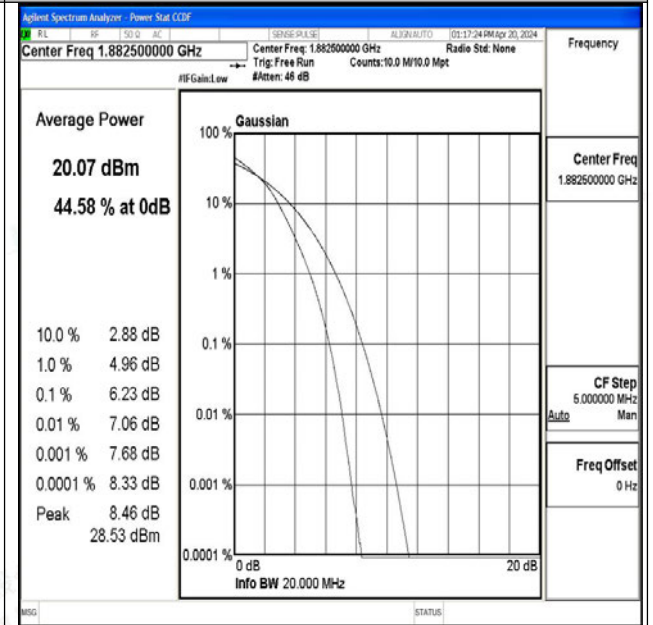 Agilent Spectrum Analyzer - Power Stat CCDF
RL RF 50 Ω AC SENSE:PULSE ALIGN AUTO 01:17:24 PM Apr 20, 2024
Center Freq 1.882500000 GHz
Center Freq: 1.882500000 GHz Radio Std: None
Trig: Free Run Counts:10.0 M/10.0 Mpt
#IFGain:Low #Atten: 46 dB
Frequency
Average Power
20.07 dBm
44.58 % at 0dB
10.0 % 2.88 dB
1.0 % 4.96 dB
0.1 % 6.23 dB
0.01 % 7.06 dB
0.001 % 7.68 dB
0.0001 % 8.33 dB
Peak 8.46 dB
28.53 dBm
Gaussian
100 %
10 %
1 %
0.1 %
0.01 %
0.001 %
0.0001 %
0 dB 20 dB
Info BW 20.000 MHz
Center Freq
1.882500000 GHz
CF Step
5.000000 MHz
Auto Man
Freq Offset
0 Hz
MSG STATUS